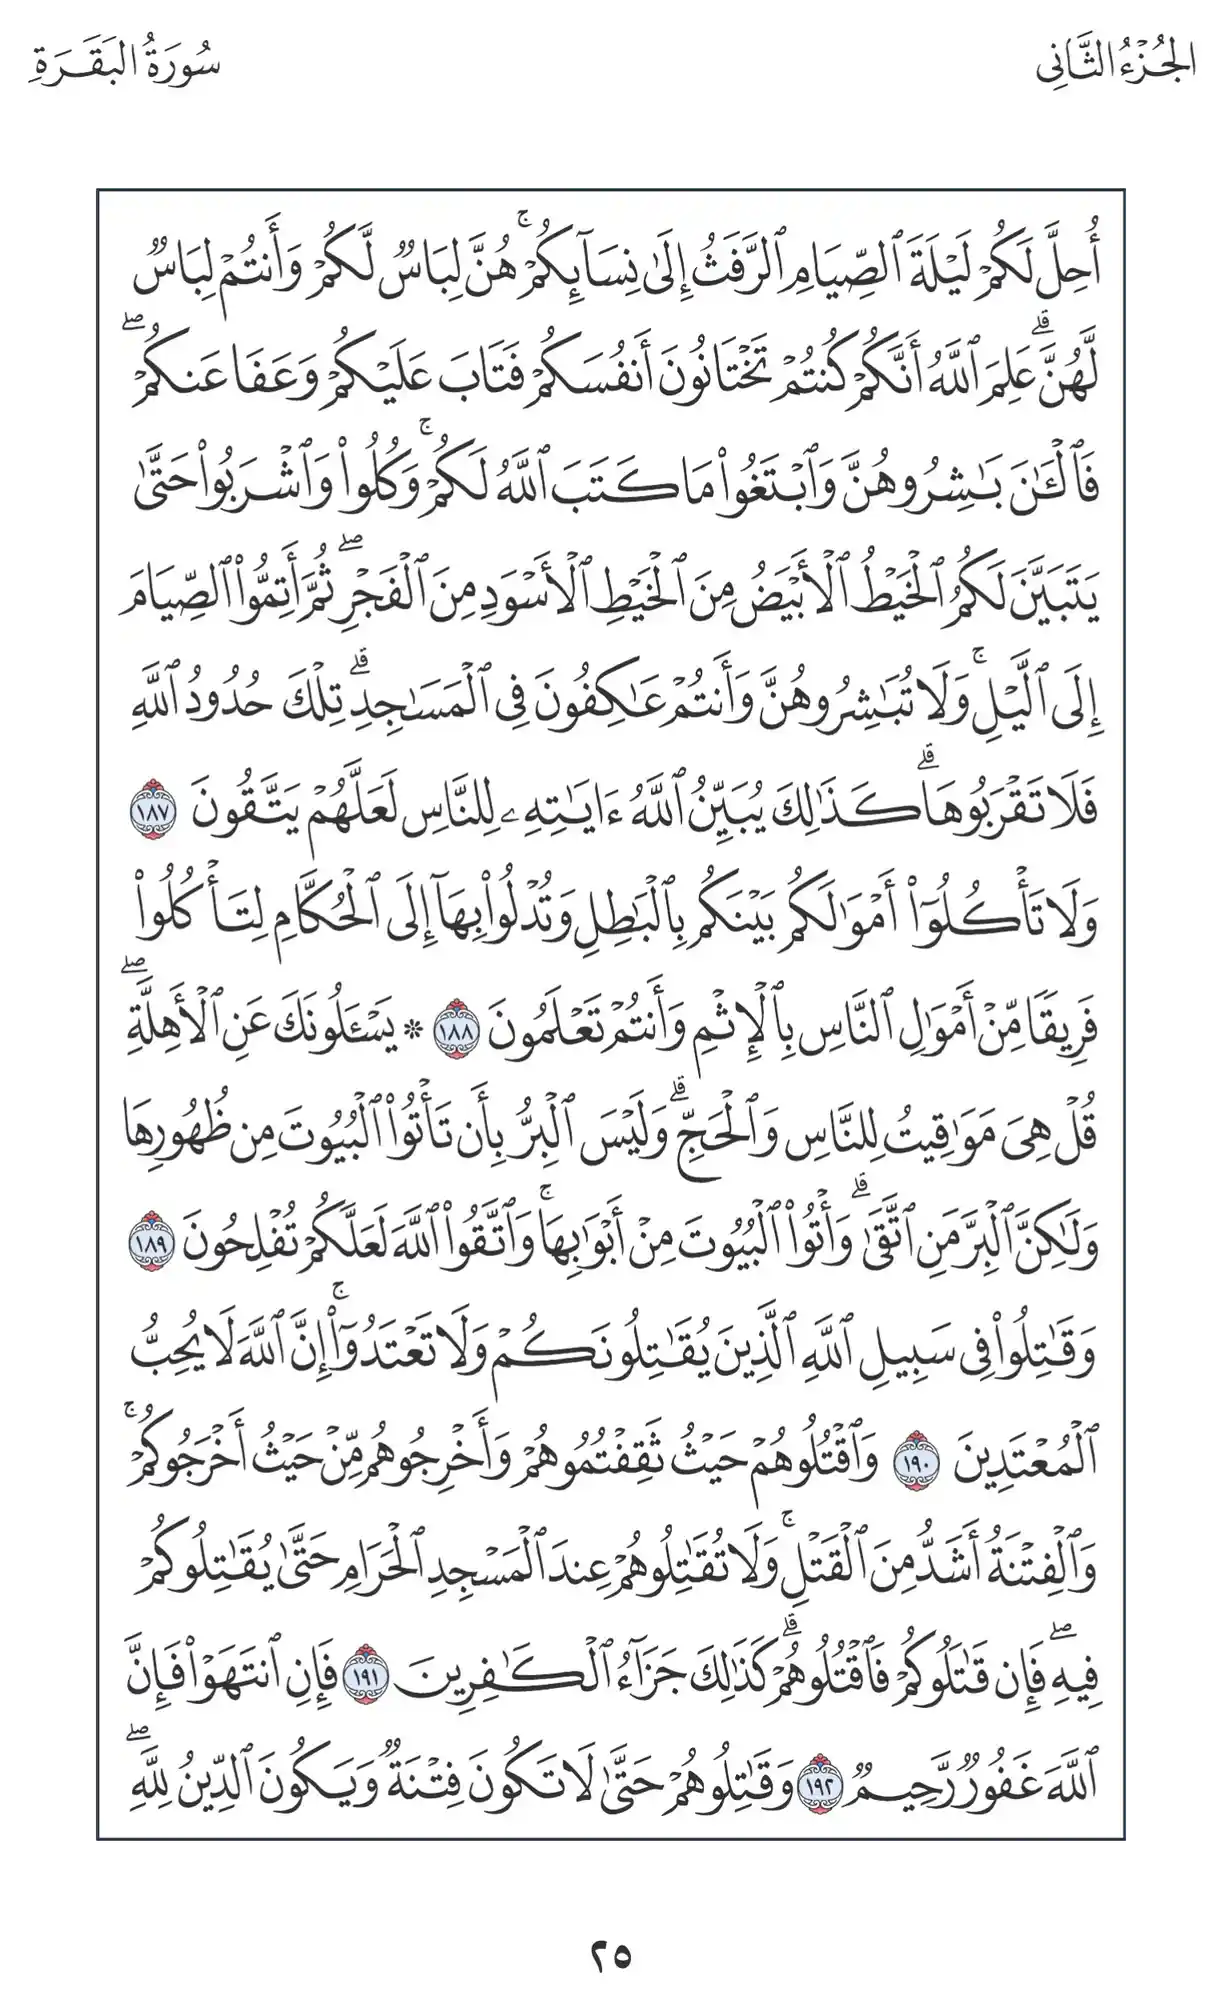 الجُزْءُ الثَّانِي
سُورَةُ البَقَرَةِ
أُحِلَّ لَكُمْ لَيْلَةَ ٱلصِّيَامِ ٱلرَّفَثُ إِلَىٰ نِسَآئِكُمْۚ هُنَّ لِبَاسٞ لَّكُمْ وَأَنتُمْ لِبَاسٞ
لَّهُنَّۗ عَلِمَ ٱللَّهُ أَنَّكُمْ كُنتُمْ تَخْتَانُونَ أَنفُسَكُمْ فَتَابَ عَلَيْكُمْ وَعَفَا عَنكُمْۖ
فَٱلْـَٰٔنَ بَٰشِرُوهُنَّ وَٱبْتَغُوا۟ مَا كَتَبَ ٱللَّهُ لَكُمْۚ وَكُلُوا۟ وَٱشْرَبُوا۟ حَتَّىٰ
يَتَبَيَّنَ لَكُمُ ٱلْخَيْطُ ٱلْأَبْيَضُ مِنَ ٱلْخَيْطِ ٱلْأَسْوَدِ مِنَ ٱلْفَجْرِۖ ثُمَّ أَتِمُّوا۟ ٱلصِّيَامَ
إِلَى ٱلَّيْلِۚ وَلَا تُبَٰشِرُوهُنَّ وَأَنتُمْ عَٰكِفُونَ فِى ٱلْمَسَٰجِدِۗ تِلْكَ حُدُودُ ٱللَّهِ
فَلَا تَقْرَبُوهَاۗ كَذَٰلِكَ يُبَيِّنُ ٱللَّهُ ءَايَٰتِهِۦ لِلنَّاسِ لَعَلَّهُمْ يَتَّقُونَ ١٨٧
وَلَا تَأْكُلُوٓا۟ أَمْوَٰلَكُم بَيْنَكُم بِٱلْبَٰطِلِ وَتُدْلُوا۟ بِهَآ إِلَى ٱلْحُكَّامِ لِتَأْكُلُوا۟
فَرِيقٗا مِّنْ أَمْوَٰلِ ٱلنَّاسِ بِٱلْإِثْمِ وَأَنتُمْ تَعْلَمُونَ ١٨٨ * يَسْـَٔلُونَكَ عَنِ ٱلْأَهِلَّةِۖ
قُلْ هِىَ مَوَٰقِيتُ لِلنَّاسِ وَٱلْحَجِّۗ وَلَيْسَ ٱلْبِرُّ بِأَن تَأْتُوا۟ ٱلْبُيُوتَ مِن ظُهُورِهَا
وَلَٰكِنَّ ٱلْبِرَّ مَنِ ٱتَّقَىٰۗ وَأْتُوا۟ ٱلْبُيُوتَ مِنْ أَبْوَٰبِهَاۚ وَٱتَّقُوا۟ ٱللَّهَ لَعَلَّكُمْ تُفْلِحُونَ ١٨٩
وَقَٰتِلُوا۟ فِى سَبِيلِ ٱللَّهِ ٱلَّذِينَ يُقَٰتِلُونَكُمْ وَلَا تَعْتَدُوٓا۟ۚ إِنَّ ٱللَّهَ لَا يُحِبُّ
ٱلْمُعْتَدِينَ ١٩٠ وَٱقْتُلُوهُمْ حَيْثُ ثَقِفْتُمُوهُمْ وَأَخْرِجُوهُم مِّنْ حَيْثُ أَخْرَجُوكُمْۚ
وَٱلْفِتْنَةُ أَشَدُّ مِنَ ٱلْقَتْلِۚ وَلَا تُقَٰتِلُوهُمْ عِندَ ٱلْمَسْجِدِ ٱلْحَرَامِ حَتَّىٰ يُقَٰتِلُوكُمْ
فِيهِۖ فَإِن قَٰتَلُوكُمْ فَٱقْتُلُوهُمْۗ كَذَٰلِكَ جَزَآءُ ٱلْكَٰفِرِينَ ١٩١ فَإِنِ ٱنتَهَوْا۟ فَإِنَّ
ٱللَّهَ غَفُورٞ رَّحِيمٞ ١٩٢ وَقَٰتِلُوهُمْ حَتَّىٰ لَا تَكُونَ فِتْنَةٞ وَيَكُونَ ٱلدِّينُ لِلَّهِۖ
٢٥